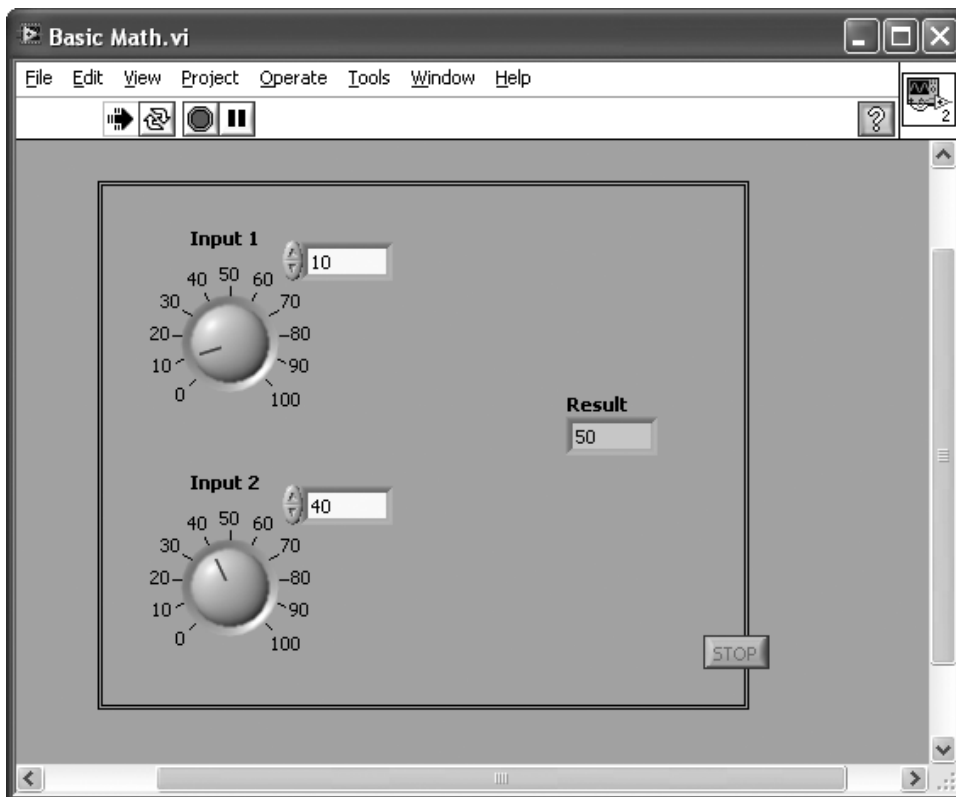 Basic Math.vi
File Edit View Project Operate Tools Window Help
?
2
Input 1
10
0 10 20 30 40 50 60 70 80 90 100
Result
50
Input 2
40
0 10 20 30 40 50 60 70 80 90 100
STOP